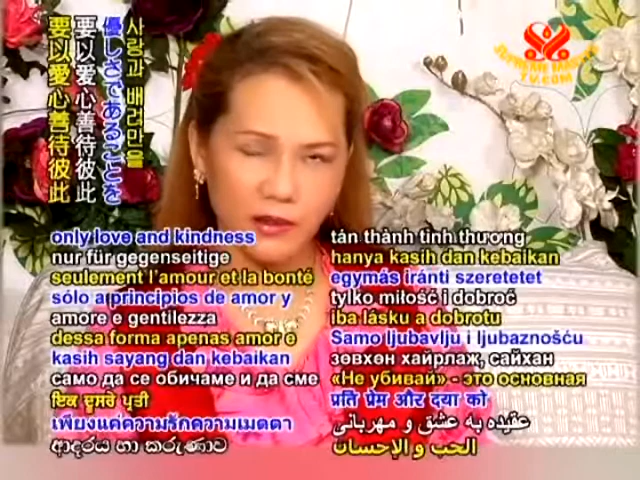 사랑과 배려만을
優しさであることを
要以爱心善待彼此
要以愛心善待彼此
SUPREME MASTER
TV.COM
only love and kindness
nur für gegenseitige
seulement l'amour et la bonté
sólo a principios de amor y
amore e gentilezza
dessa forma apenas amor e
kasih sayang dan kebaikan
само да се обичаме и да сме
ਇਕ ਦੂਸਰੇ ਪ੍ਰਤੀ
เพียงแค่ความรักความเมตตา
ආදරය හා කරුණාව
tán thành tình thương
hanya kasih dan kebaikan
egymás iránti szeretetet
tylko miłość i dobroć
iba lásku a dobrotu
Samo ljubavlju i ljubaznošću
зөвхөн хайрлаж, сайхан
«Не убивай» - это основная
प्रति प्रेम और दया को
عقیده به عشق و مهربانی
الحب و الإحسان